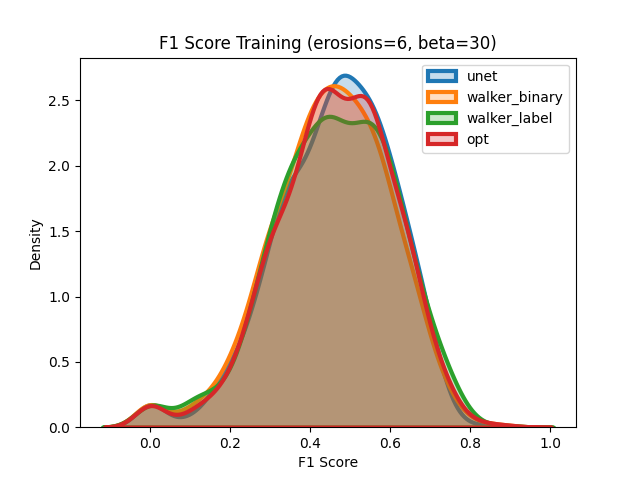 F1 Score Training (erosions=6, beta=30)
unet
walker_binary
walker_label
opt
Density
2.5
2.0
1.5
1.0
0.5
0.0
0.0 0.2 0.4 0.6 0.8 1.0
F1 Score